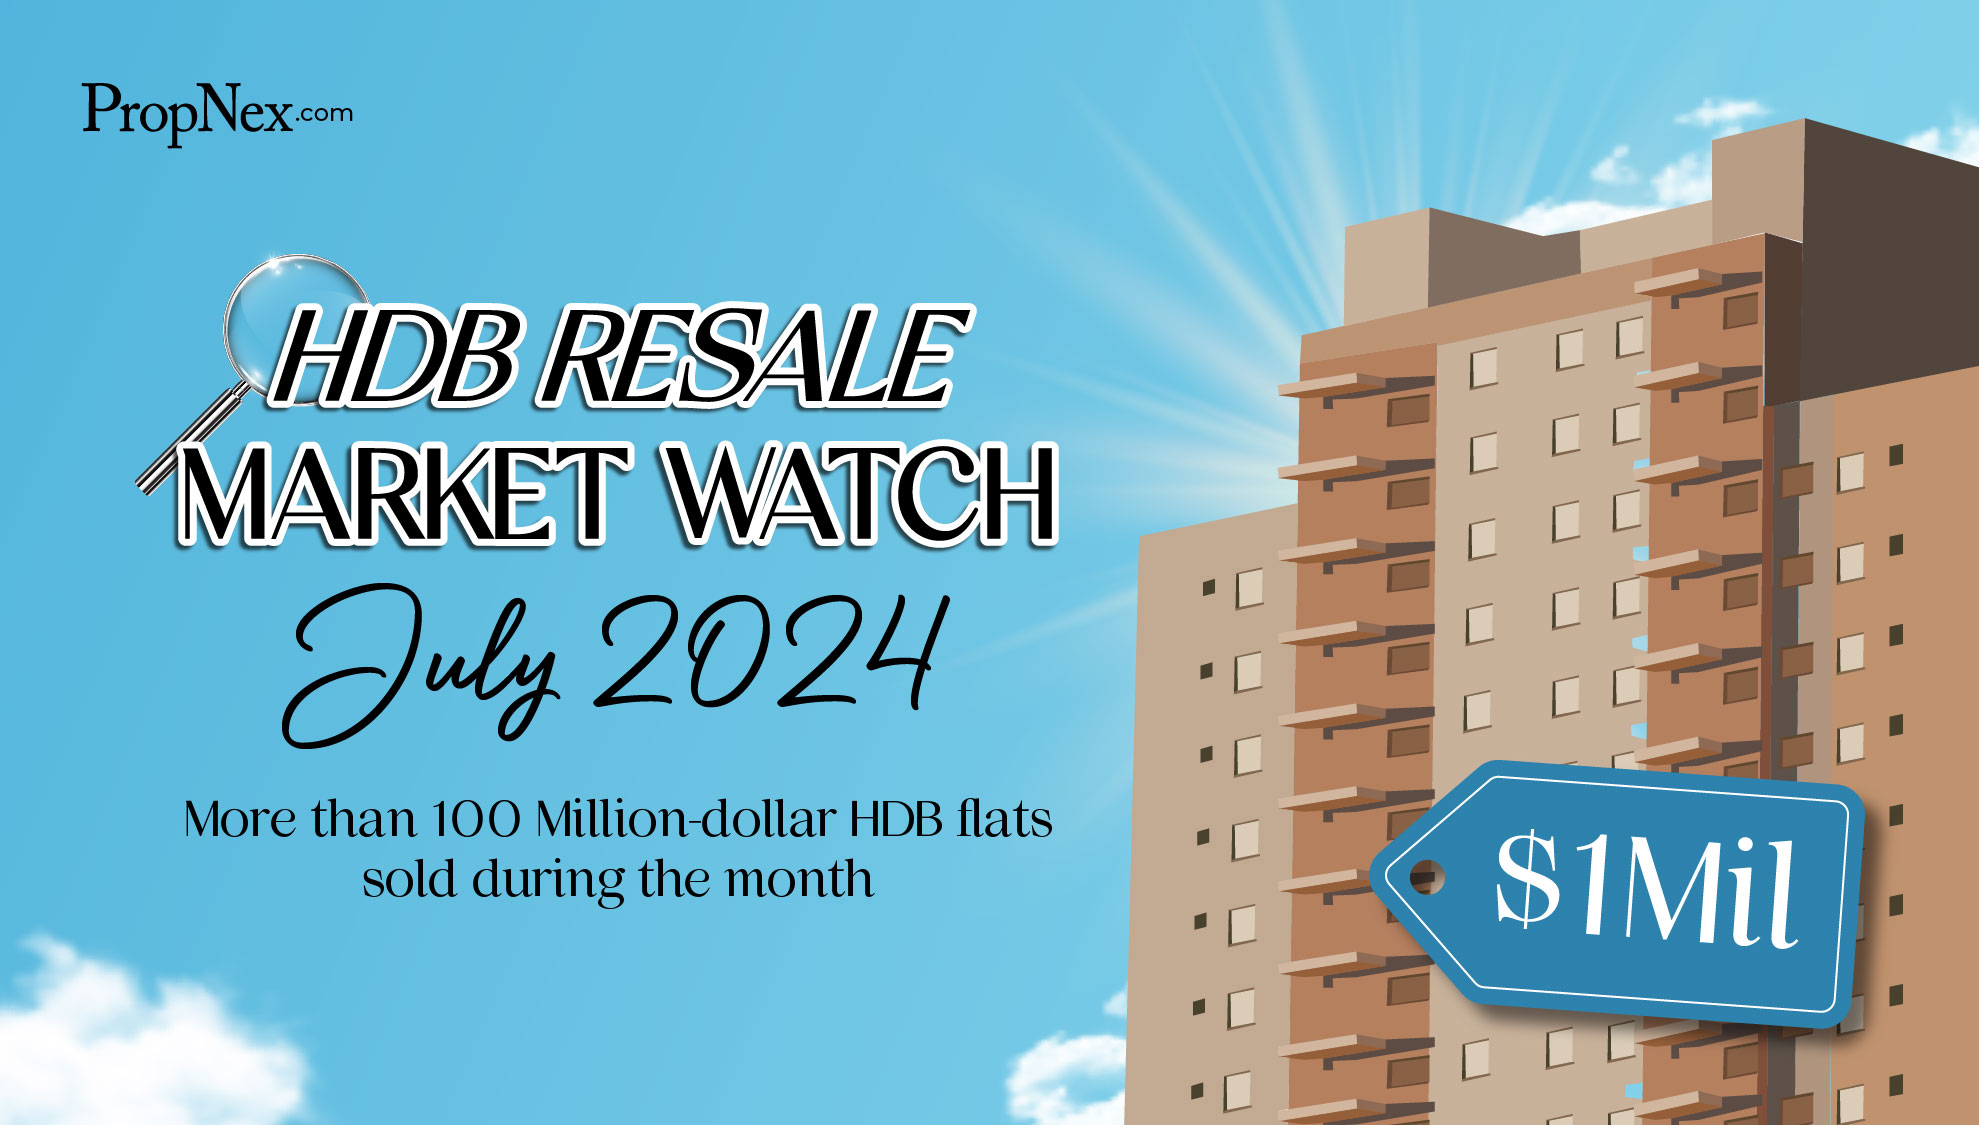 PropNex.com
HDB RESALE
MARKET WATCH
July 2024
More than 100 Million-dollar HDB flats
sold during the month
$1Mil